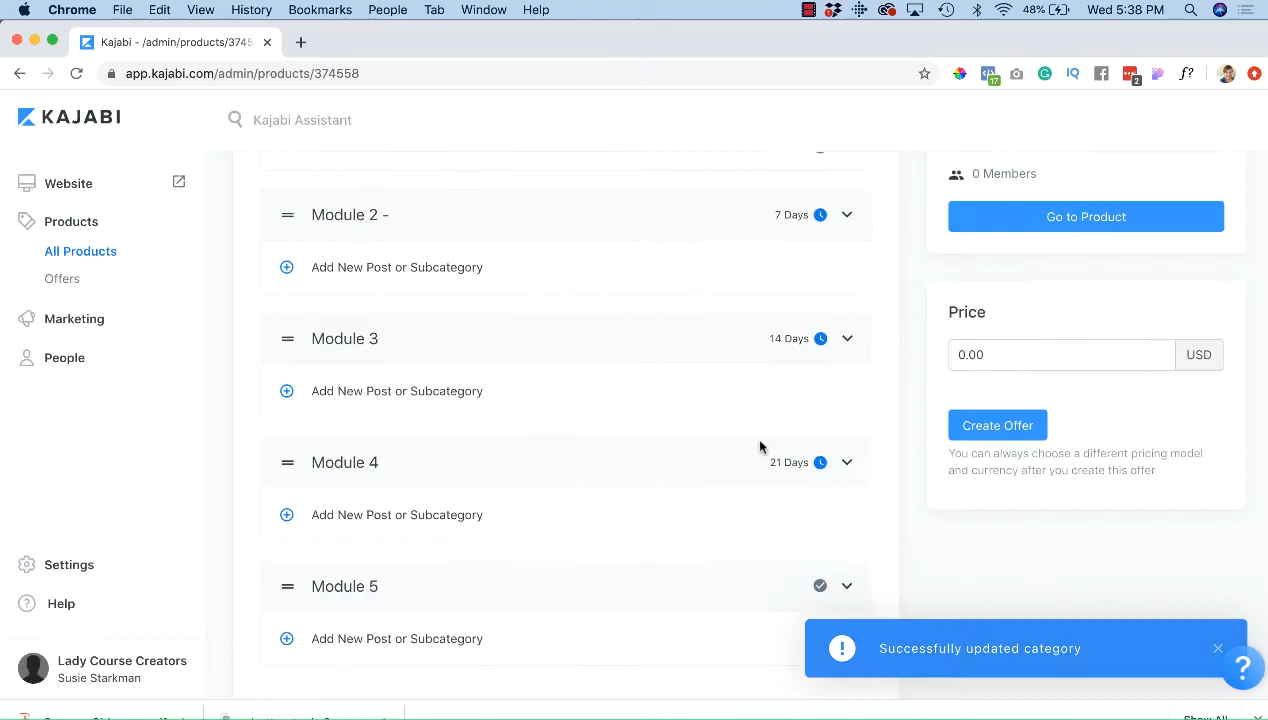 Chrome File Edit View History Bookmarks People Tab Window Help 48% Wed 5:38 PM
Kajabi - /admin/products/3745
app.kajabi.com/admin/products/374558
17
IQ
2
f?
KAJABI
Kajabi Assistant
Website
Products
All Products
Offers
Marketing
People
Settings
Help
Lady Course Creators
Susie Starkman
Module 2 - 7 Days
Add New Post or Subcategory
Module 3 14 Days
Add New Post or Subcategory
Module 4 21 Days
Add New Post or Subcategory
Module 5
Add New Post or Subcategory
0 Members
Go to Product
Price
0.00 USD
Create Offer
You can always choose a different pricing model
and currency after you create this offer
Successfully updated category
Show All